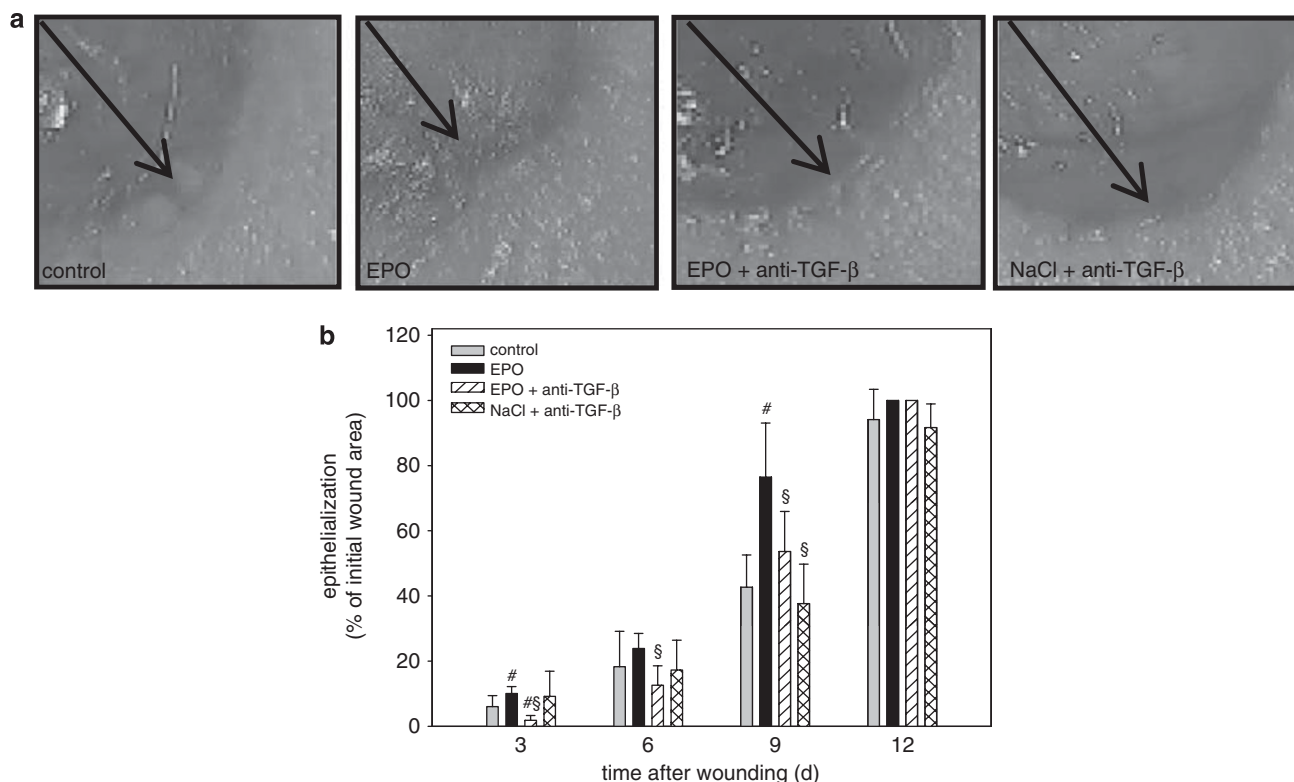 a
control
EPO
EPO + anti-TGF-β
NaCl + anti-TGF-β
b
120
100
80
60
40
20
0
epithelialization
(% of initial wound area)
control
EPO
EPO + anti-TGF-β
NaCl + anti-TGF-β
#
#§
§
#
§
§
3
6
9
12
time after wounding (d)